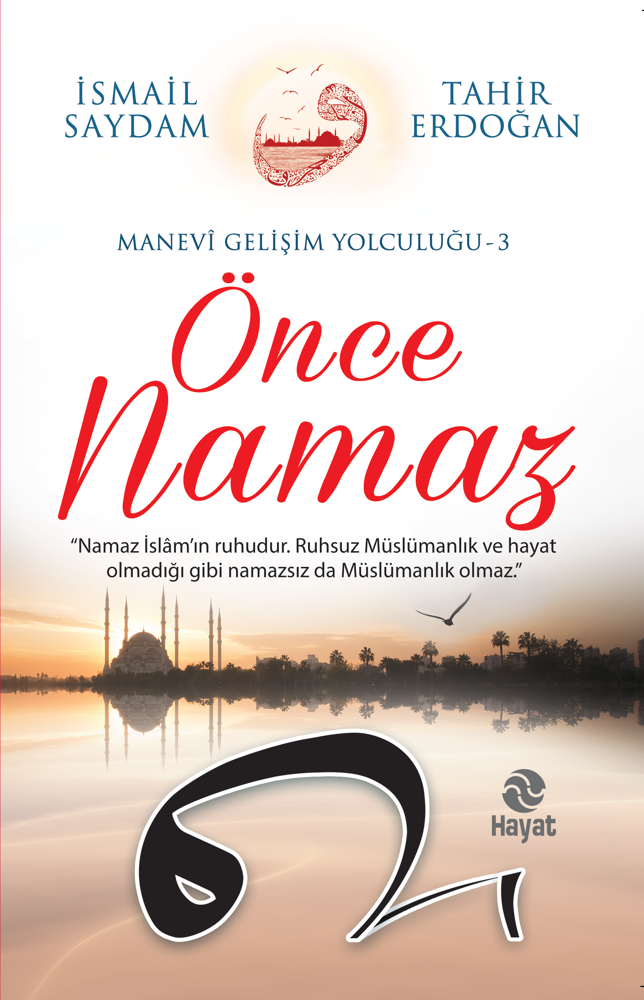 İSMAİL
SAYDAM
TAHİR
ERDOĞAN
MANEVÎ GELİŞİM YOLCULUĞU-3
Önce
Namaz
“Namaz İslâm’ın ruhudur. Ruhsuz Müslümanlık ve hayat
olmadığı gibi namazsız da Müslümanlık olmaz.”
Hayat